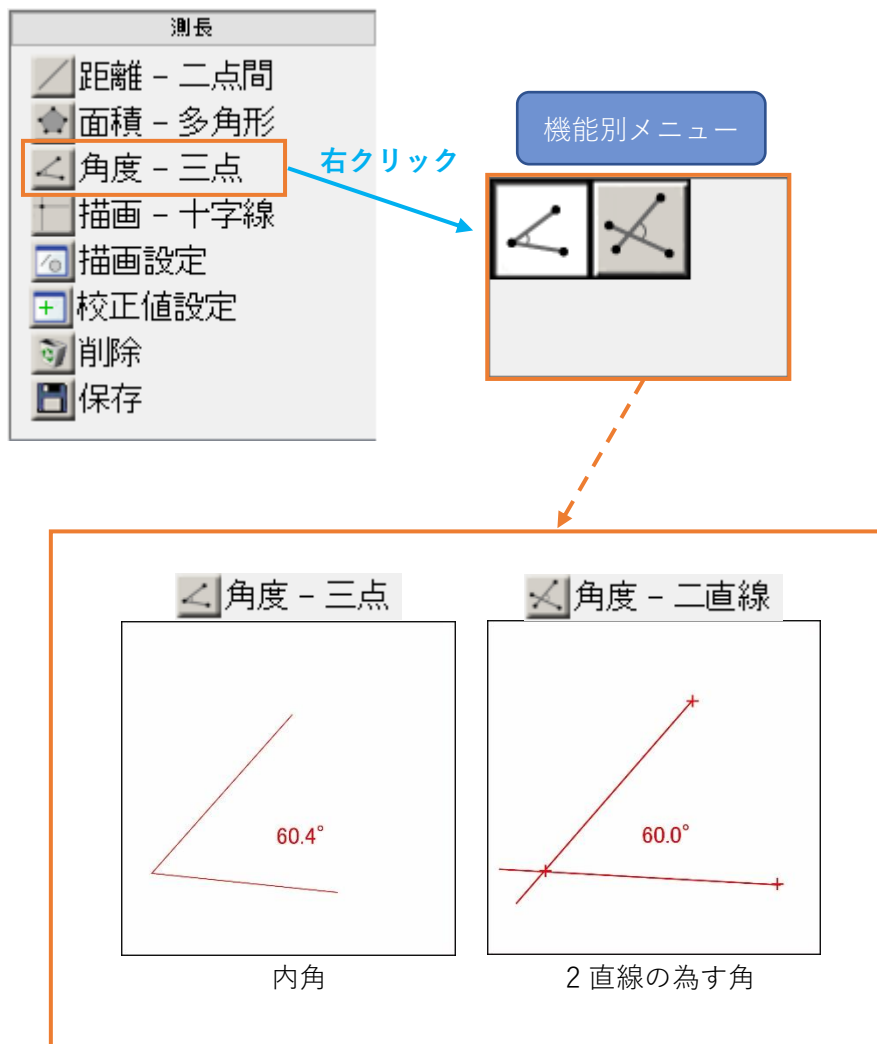 測長
距離 − 二点間
面積 − 多角形
角度 − 三点
描画 − 十字線
描画設定
校正値設定
削除
保存
右クリック
機能別メニュー
角度 − 三点
角度 − 二直線
60.4°
60.0°
内角
2 直線の為す角